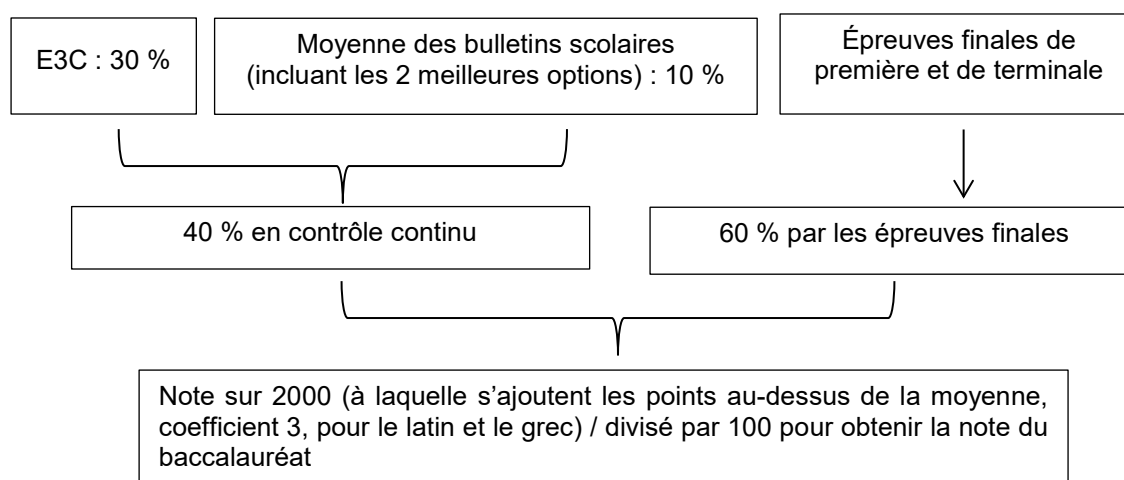 E3C : 30 %
Moyenne des bulletins scolaires
(incluant les 2 meilleures options) : 10 %
Épreuves finales de
première et de terminale
40 % en contrôle continu
60 % par les épreuves finales
Note sur 2000 (à laquelle s’ajoutent les points au-dessus de la moyenne,
coefficient 3, pour le latin et le grec) / divisé par 100 pour obtenir la note du
baccalauréat